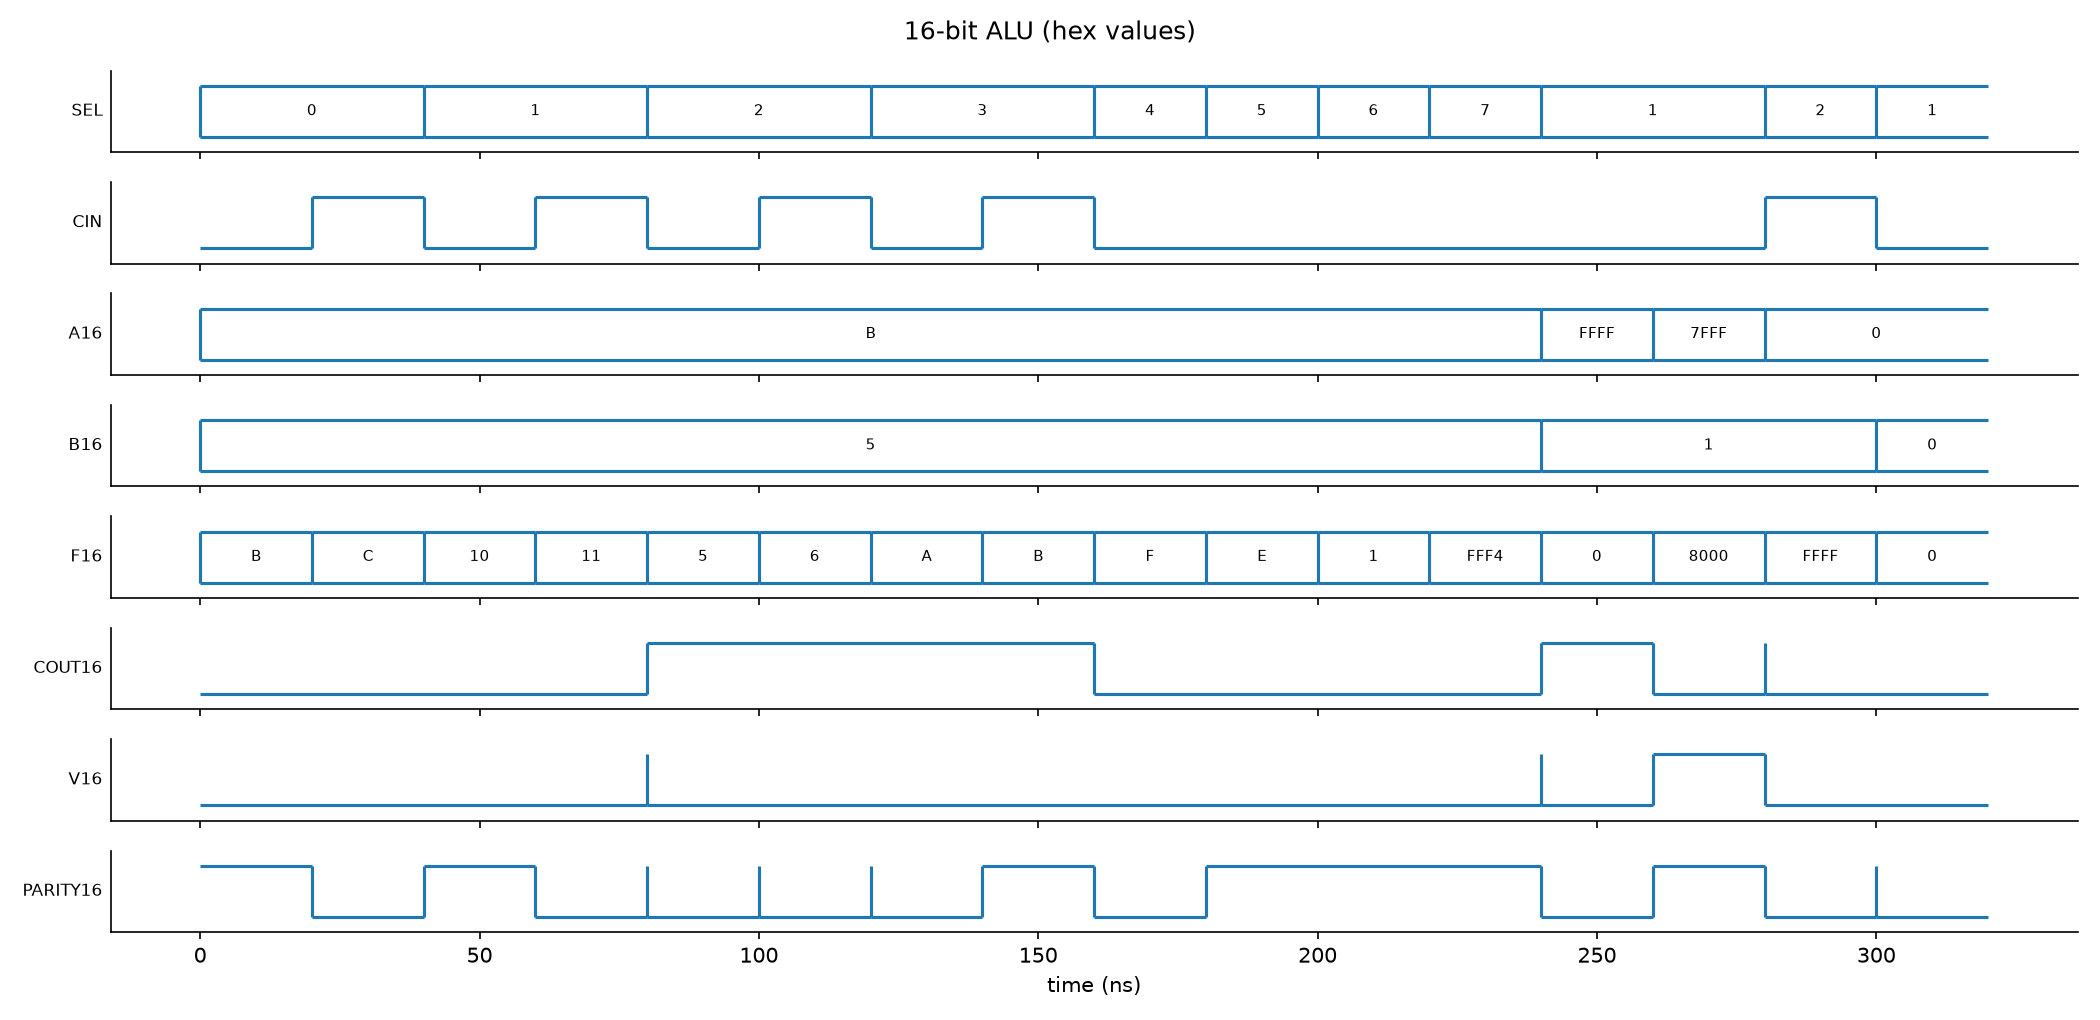 16-bit ALU (hex values)
SEL 0 1 2 3 4 5 6 7 1 2 1
CIN
A16 B FFFF 7FFF 0
B16 5 1 0
F16 B C 10 11 5 6 A B F E 1 FFF4 0 8000 FFFF 0
COUT16
V16
PARITY16
0 50 100 150 200 250 300
time (ns)